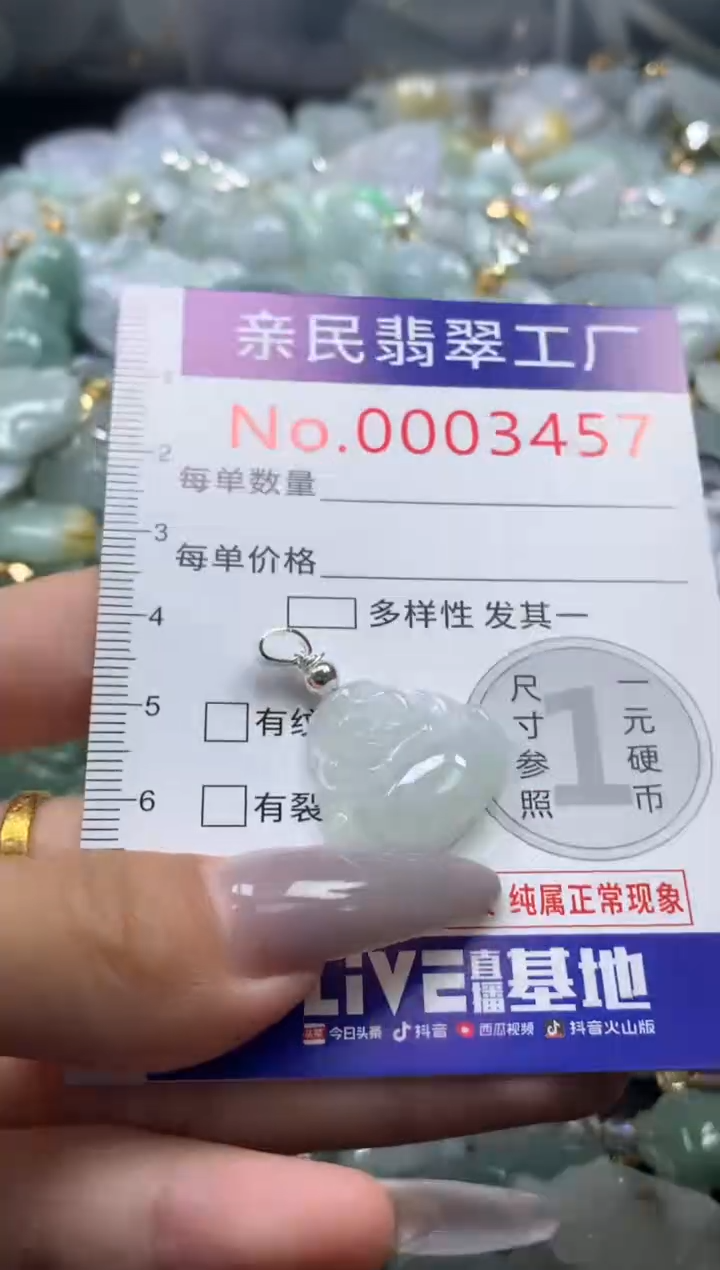 亲民翡翠工厂
No.0003457
1
2
每单数量
3
每单价格
4
多样性 发其一
5
有纹
6
有裂
1
尺寸参照
一元硬币
纯属正常现象
LIVE直播基地
今日头条 抖音 西瓜视频 抖音火山版